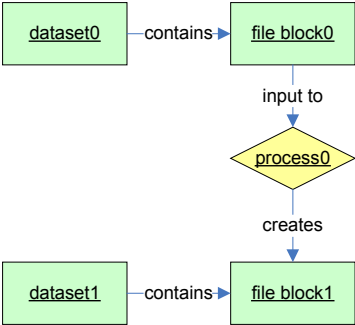 dataset0
contains
file block0
input to
process0
creates
dataset1
contains
file block1